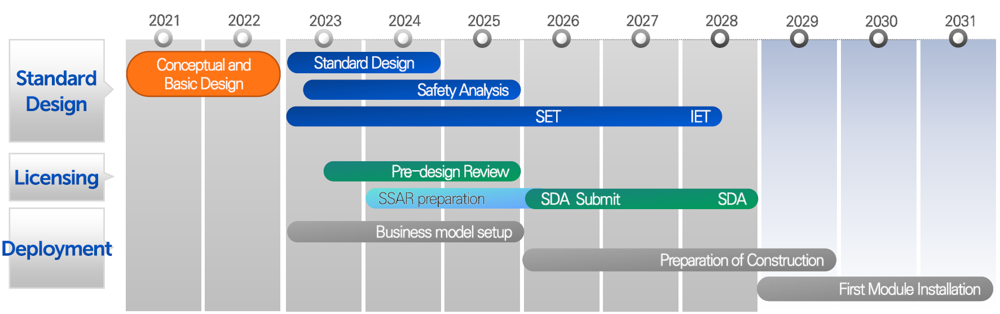 2021 2022 2023 2024 2025 2026 2027 2028 2029 2030 2031
Standard
Design
Conceptual and
Basic Design
Standard Design
Safety Analysis
SET IET
Licensing
Pre-design Review
SSAR preparation SDA Submit SDA
Deployment
Business model setup
Preparation of Construction
First Module Installation